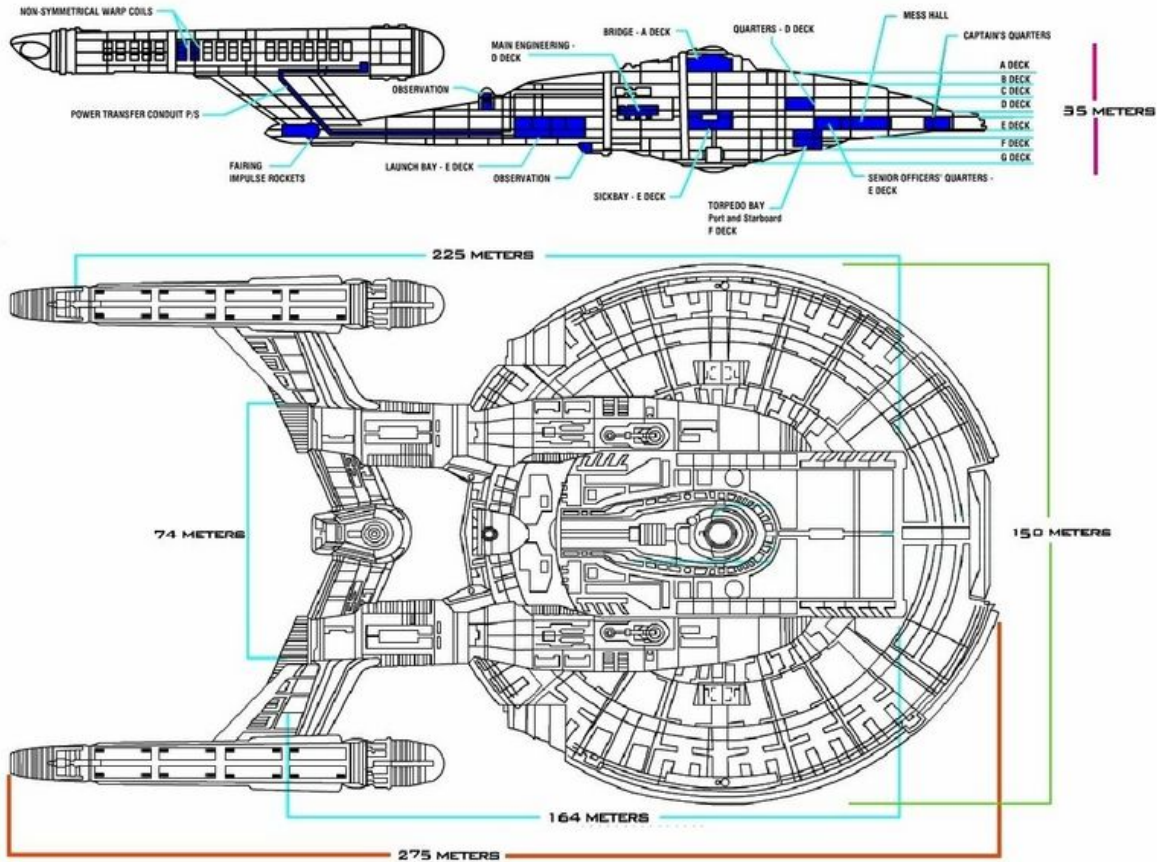 NON-SYMMETRICAL WARP COILS
POWER TRANSFER CONDUIT P/S
FAIRING
IMPULSE ROCKETS
OBSERVATION
LAUNCH BAY - E DECK
MAIN ENGINEERING -
D DECK
OBSERVATION
BRIDGE - A DECK
SICKBAY - E DECK
QUARTERS - D DECK
TORPEDO BAY
Port and Starboard
F DECK
MESS HALL
CAPTAIN'S QUARTERS
SENIOR OFFICERS' QUARTERS -
E DECK
A DECK
B DECK
C DECK
D DECK
E DECK
F DECK
G DECK
35 METERS
225 METERS
74 METERS
150 METERS
164 METERS
275 METERS